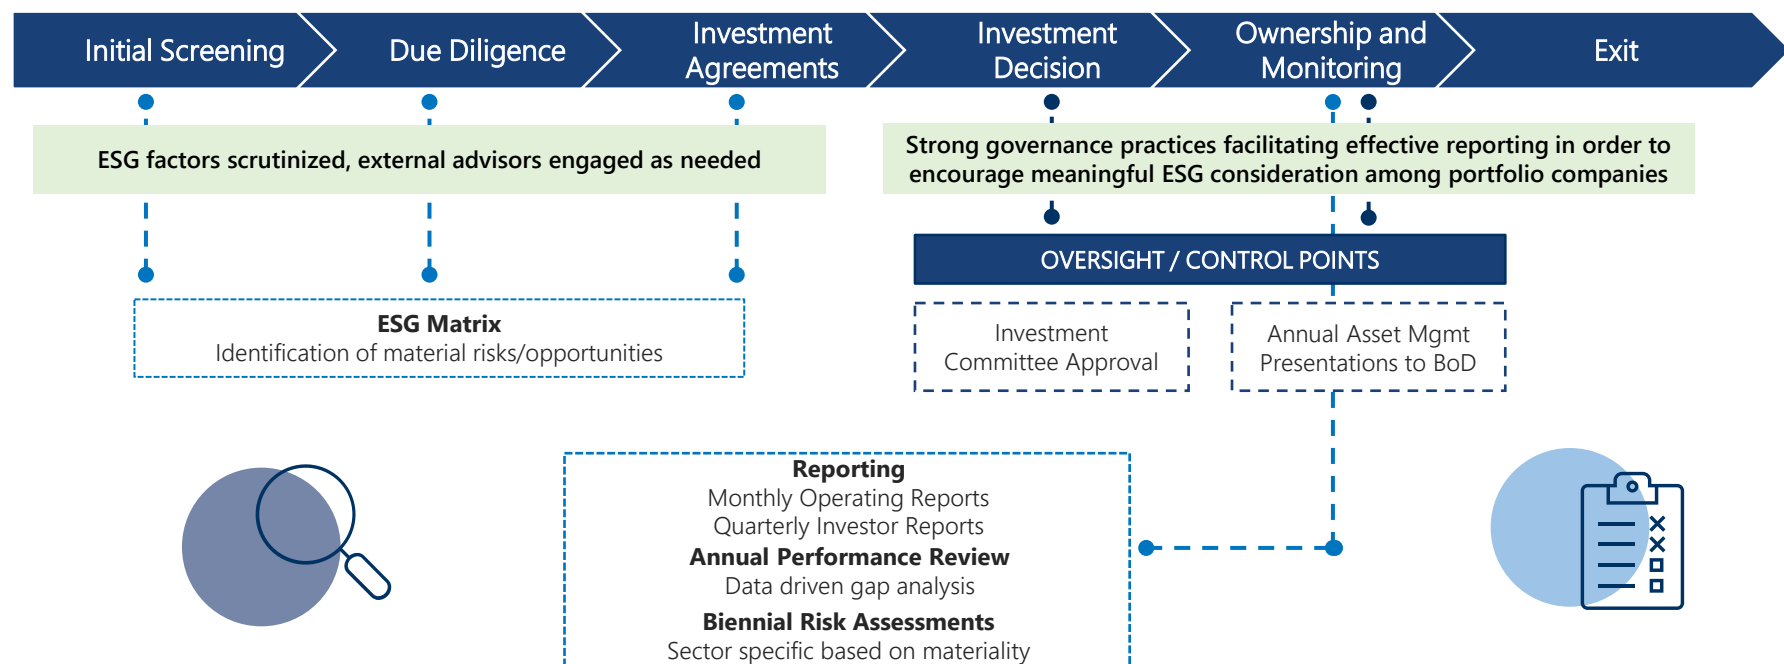 Initial Screening
Due Diligence
Investment
Agreements
Investment
Decision
Ownership and
Monitoring
Exit
ESG factors scrutinized, external advisors engaged as needed
Strong governance practices facilitating effective reporting in order to
encourage meaningful ESG consideration among portfolio companies
ESG Matrix
Identification of material risks/opportunities
OVERSIGHT / CONTROL POINTS
Investment
Committee Approval
Annual Asset Mgmt
Presentations to BoD
Reporting
Monthly Operating Reports
Quarterly Investor Reports
Annual Performance Review
Data driven gap analysis
Biennial Risk Assessments
Sector specific based on materiality